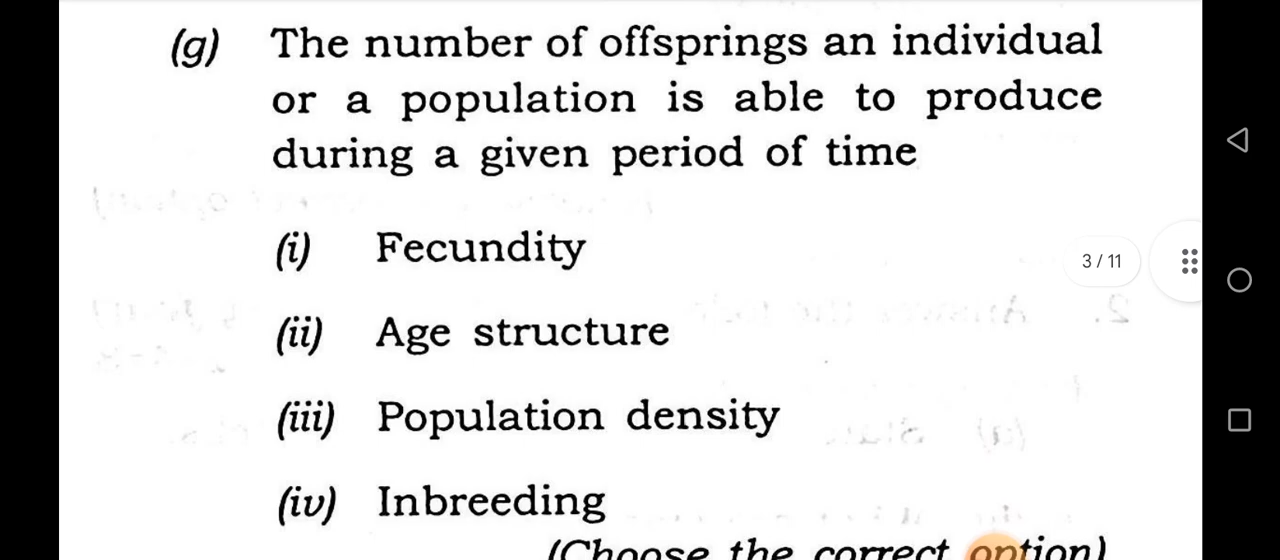 (g) The number of offsprings an individual
or a population is able to produce
during a given period of time
(i) Fecundity
(ii) Age structure
3 / 11
(iii) Population density
(iv) Inbreeding
(Choose the correct option)